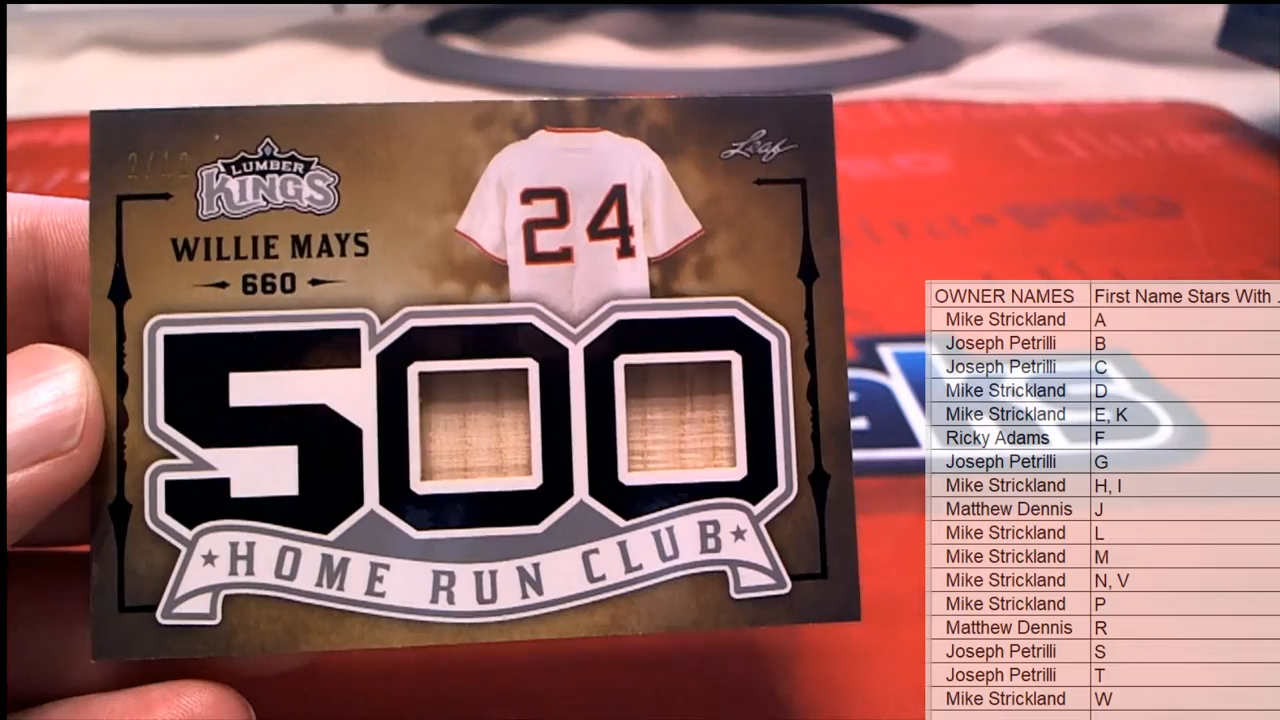 2/12
LUMBER
KINGS
Leaf
WILLIE MAYS
660
24
500
HOME RUN CLUB
OWNER NAMES First Name Stars With
Mike Strickland A
Joseph Petrilli B
Joseph Petrilli C
Mike Strickland D
Mike Strickland E, K
Ricky Adams F
Joseph Petrilli G
Mike Strickland H, I
Matthew Dennis J
Mike Strickland L
Mike Strickland M
Mike Strickland N, V
Mike Strickland P
Matthew Dennis R
Joseph Petrilli S
Joseph Petrilli T
Mike Strickland W